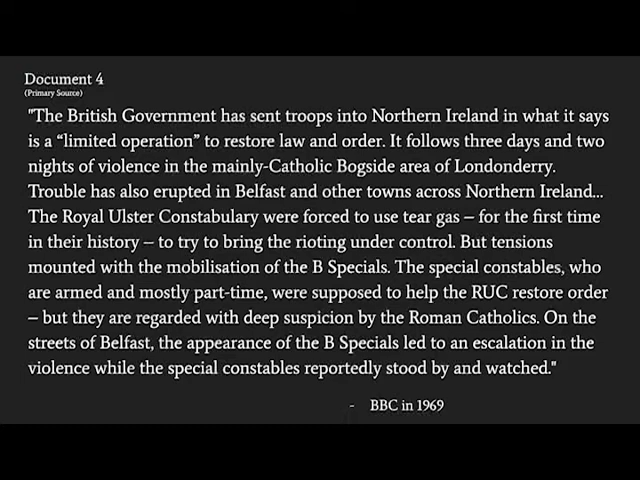 Document 4
(Primary Source)
"The British Government has sent troops into Northern Ireland in what it says
is a “limited operation” to restore law and order. It follows three days and two
nights of violence in the mainly-Catholic Bogside area of Londonderry.
Trouble has also erupted in Belfast and other towns across Northern Ireland...
The Royal Ulster Constabulary were forced to use tear gas – for the first time
in their history – to try to bring the rioting under control. But tensions
mounted with the mobilisation of the B Specials. The special constables, who
are armed and mostly part-time, were supposed to help the RUC restore order
– but they are regarded with deep suspicion by the Roman Catholics. On the
streets of Belfast, the appearance of the B Specials led to an escalation in the
violence while the special constables reportedly stood by and watched."
- BBC in 1969